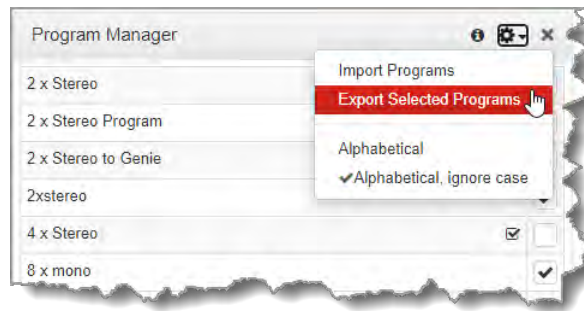 Program Manager
Import Programs
Export Selected Programs
Alphabetical
✔Alphabetical, ignore case
2 x Stereo
2 x Stereo Program
2 x Stereo to Genie
2xstereo
4 x Stereo
8 x mono